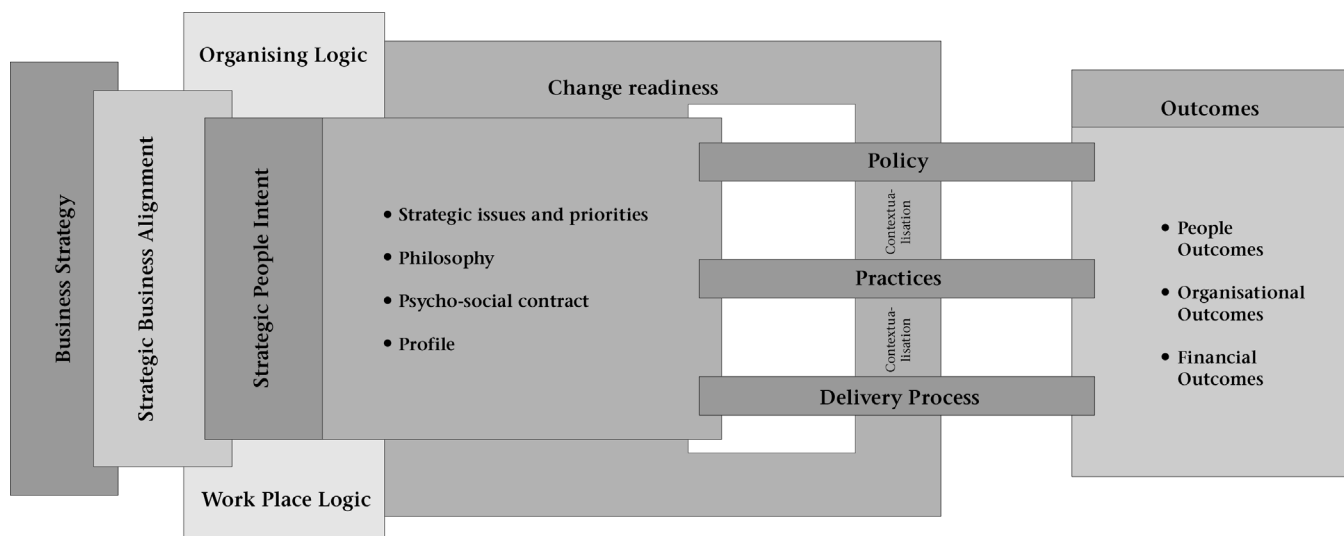 Organising Logic
Change readiness
Business Strategy
Strategic Business Alignment
Strategic People Intent
• Strategic issues and priorities
• Philosophy
• Psycho-social contract
• Profile
Work Place Logic
Policy
Contextua-
lisation
Practices
Contextua-
lisation
Delivery Process
Outcomes
• People
Outcomes
• Organisational
Outcomes
• Financial
Outcomes